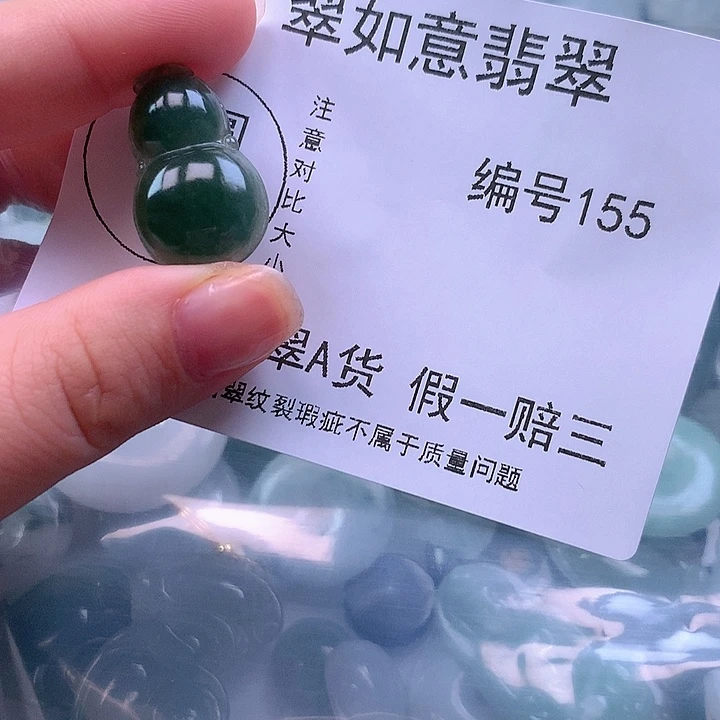 翠如意翡翠
编号155
注意对比大小
翠A货 假一赔三
翠纹裂瑕疵不属于质量问题